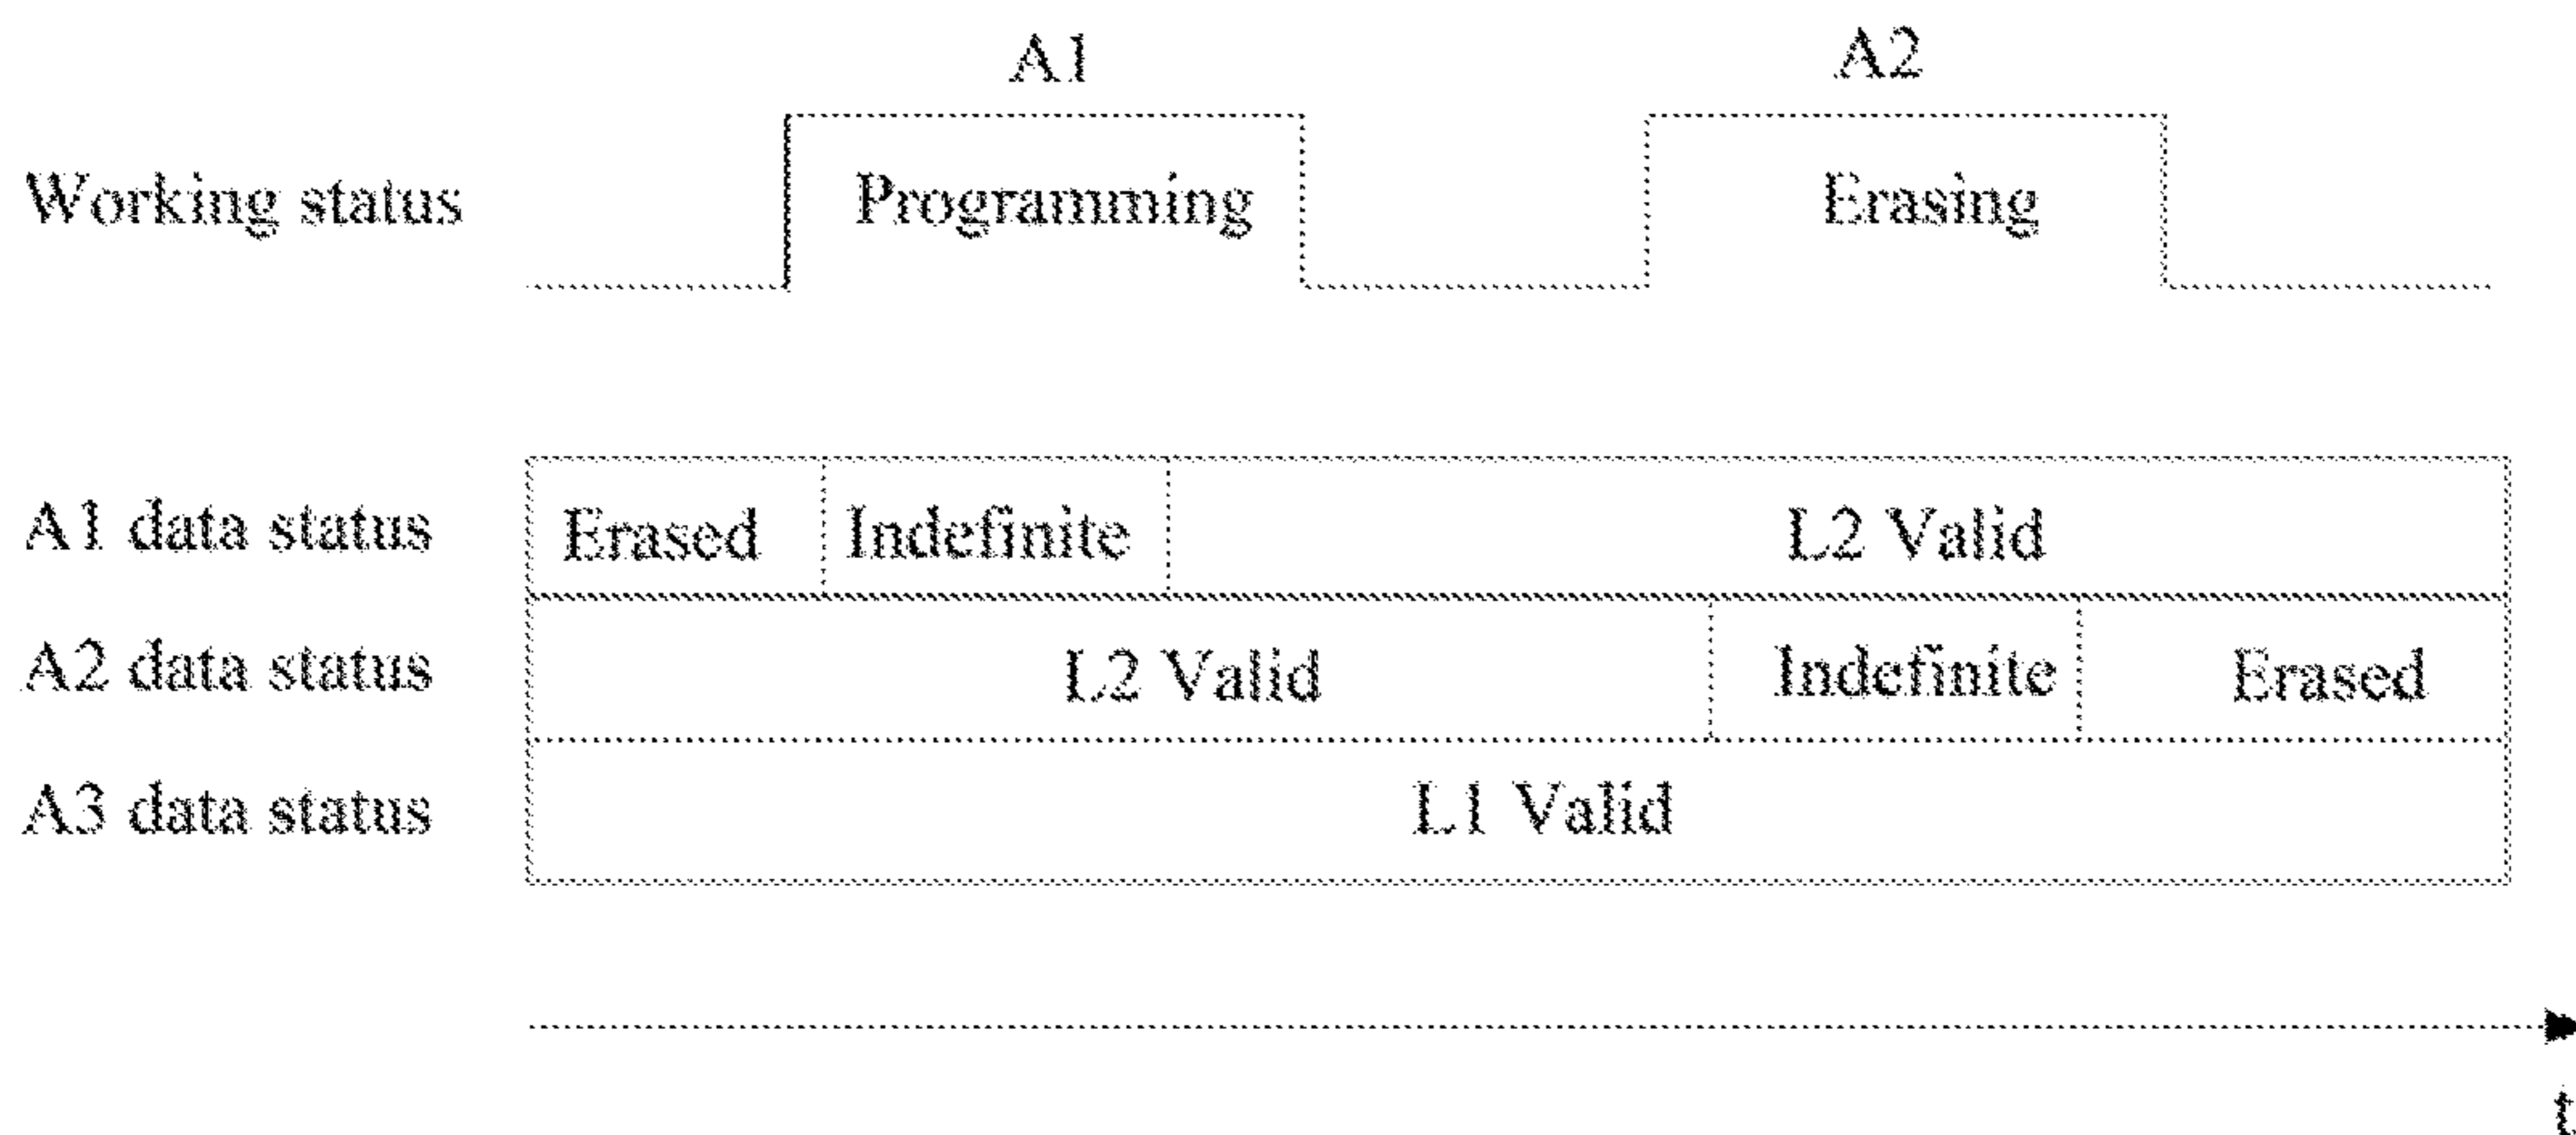 A1 A2
Working status Programming Erasing
A1 data status Erased Indefinite L2 Valid
A2 data status L2 Valid Indefinite Erased
A3 data status L1 Valid
t